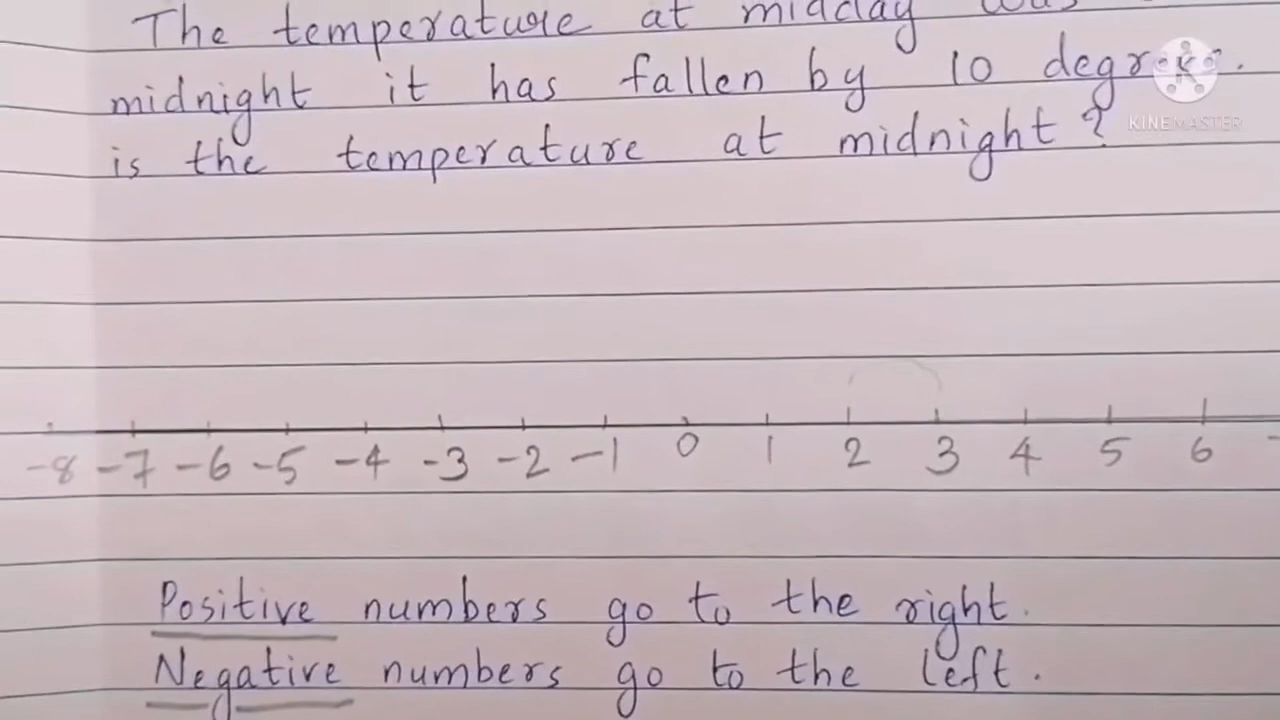 The temperature at midday was
midnight it has fallen by 10 degrees.
is the temperature at midnight?
KINEMASTER
-8 -7 -6 -5 -4 -3 -2 -1 0 1 2 3 4 5 6
Positive numbers go to the right.
Negative numbers go to the left.